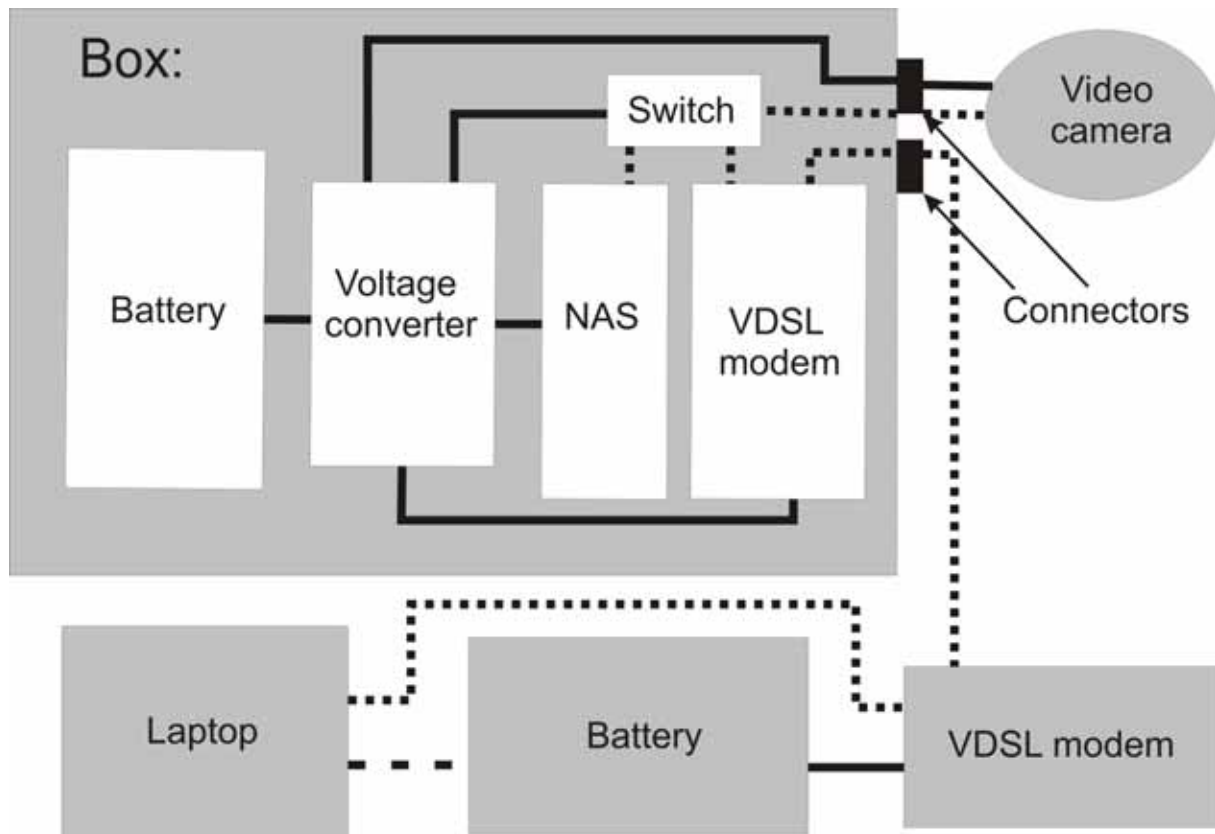 Box:
Video
camera
Switch
Battery
Voltage
converter
NAS
VDSL
modem
Connectors
Laptop
Battery
VDSL modem